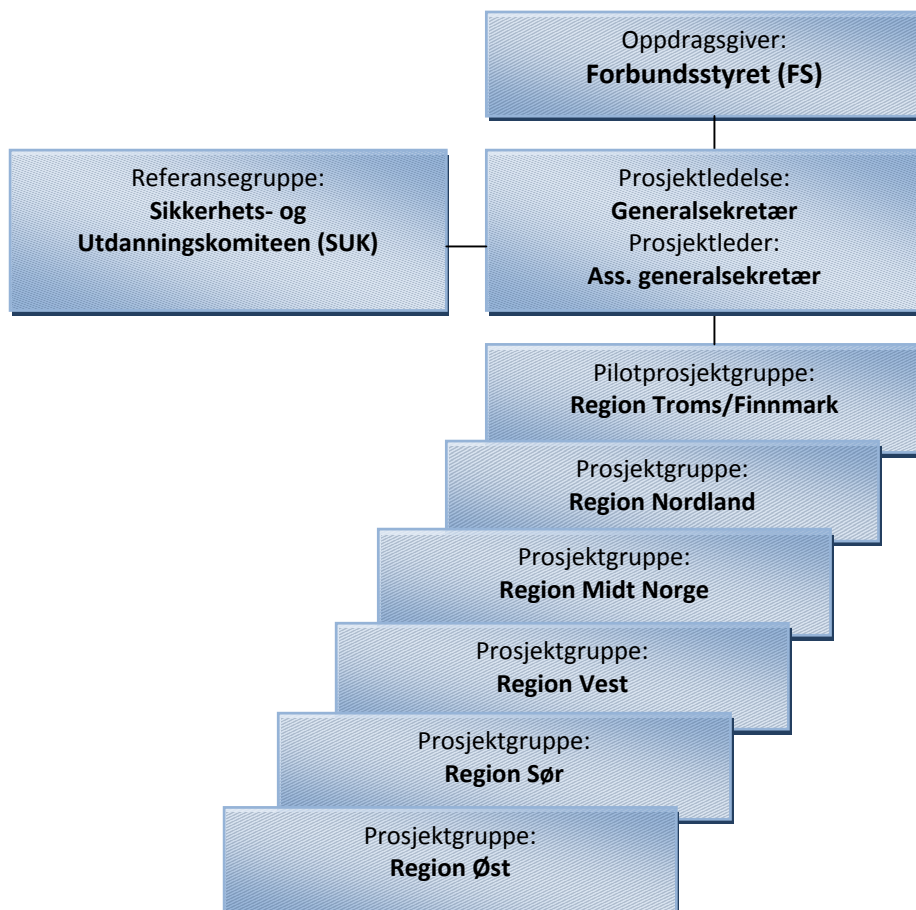 Oppdragsgiver:
Forbundsstyret (FS)
Referansegruppe:
Sikkerhets- og
Utdanningskomiteen (SUK)
Prosjektledelse:
Generalsekretær
Prosjektleder:
Ass. generalsekretær
Pilotprosjektgruppe:
Region Troms/Finnmark
Prosjektgruppe:
Region Nordland
Prosjektgruppe:
Region Midt Norge
Prosjektgruppe:
Region Vest
Prosjektgruppe:
Region Sør
Prosjektgruppe:
Region Øst